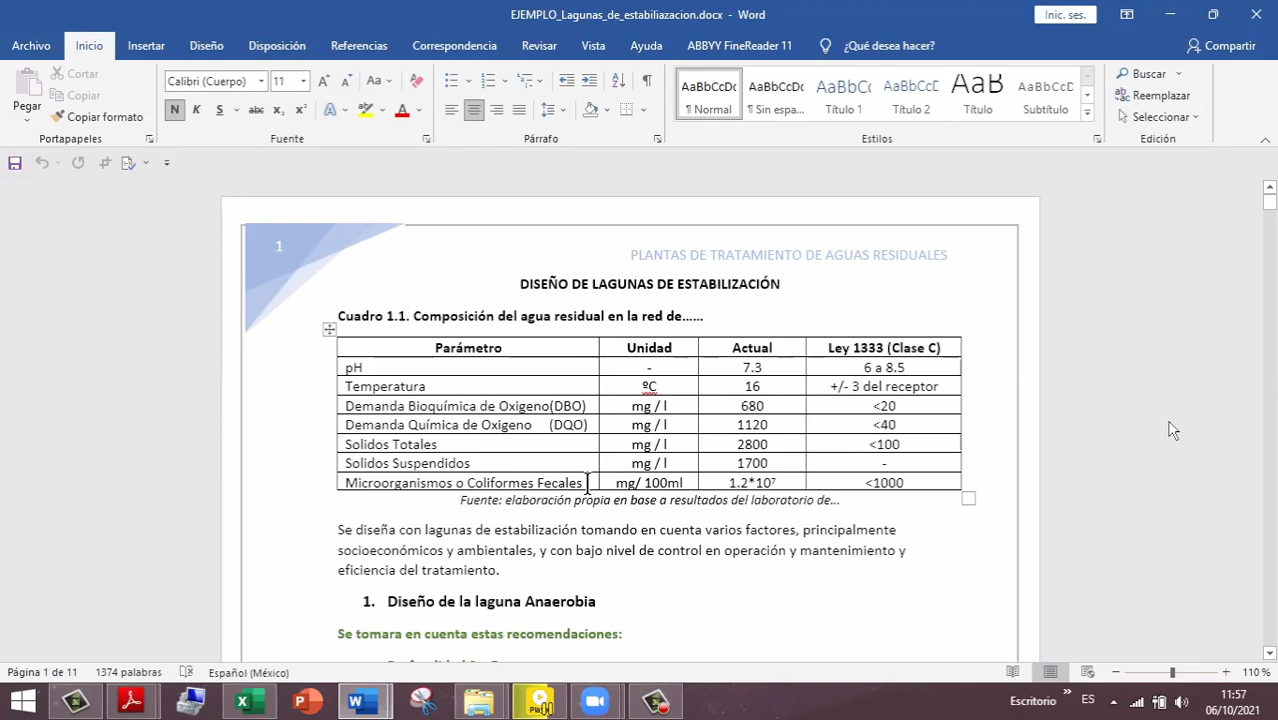 EJEMPLO_Lagunas_de_estabiliazacion.docx - Word
Inic. ses.
Archivo Inicio Insertar Diseño Disposición Referencias Correspondencia Revisar Vista Ayuda ABBYY FineReader 11 ¿Qué desea hacer? Compartir
Pegar
Cortar
Copiar
Copiar formato
Portapapeles
Calibri (Cuerpo) 11
Aa
N K S abc x₂ x² A A
Fuente
Párrafo
AaBbCcDc AaBbCcDc AaBbCc AaBbCcD AaB AaBbCcD
¶ Normal ¶ Sin espa... Título 1 Título 2 Título Subtítulo
Estilos
Buscar
Reemplazar
Seleccionar
Edición
1
PLANTAS DE TRATAMIENTO DE AGUAS RESIDUALES
DISEÑO DE LAGUNAS DE ESTABILIZACIÓN
Cuadro 1.1. Composición del agua residual en la red de......
Parámetro Unidad Actual Ley 1333 (Clase C)
pH - 7.3 6 a 8.5
Temperatura ºC 16 +/- 3 del receptor
Demanda Bioquímica de Oxigeno(DBO) mg / l 680 <20
Demanda Química de Oxigeno (DQO) mg / l 1120 <40
Solidos Totales mg / l 2800 <100
Solidos Suspendidos mg / l 1700 -
Microorganismos o Coliformes Fecales mg/ 100ml 1.2*10⁷ <1000
Fuente: elaboración propia en base a resultados del laboratorio de...
Se diseña con lagunas de estabilización tomando en cuenta varios factores, principalmente
socioeconómicos y ambientales, y con bajo nivel de control en operación y mantenimiento y
eficiencia del tratamiento.
1. Diseño de la laguna Anaerobia
Se tomara en cuenta estas recomendaciones:
Página 1 de 11 1374 palabras Español (México) 110 %
Escritorio ES 11:57
06/10/2021